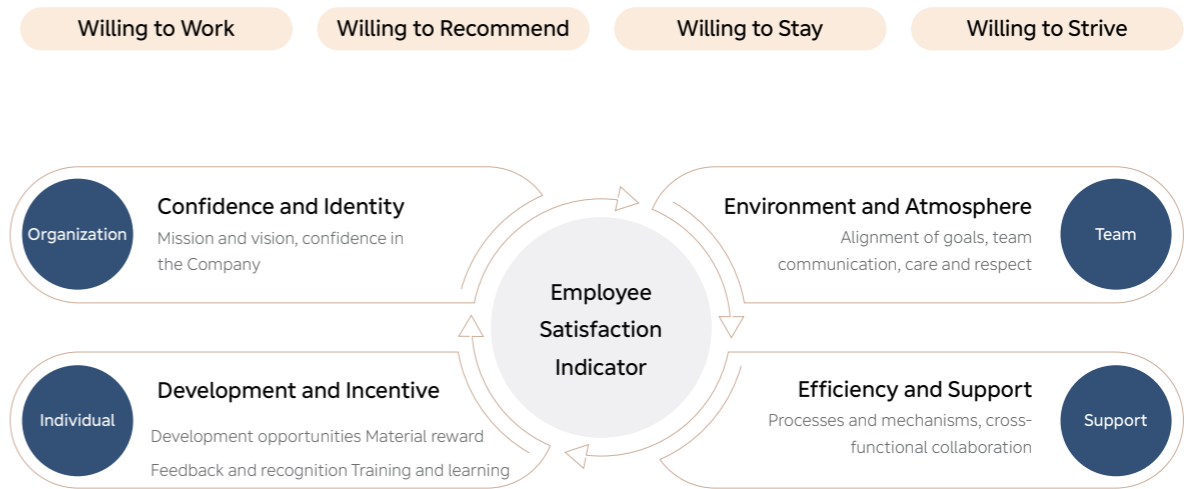 Willing to Work
Willing to Recommend
Willing to Stay
Willing to Strive
Organization
Confidence and Identity
Mission and vision, confidence in
the Company
Environment and Atmosphere
Alignment of goals, team
communication, care and respect
Team
Employee
Satisfaction
Indicator
Individual
Development and Incentive
Development opportunities Material reward
Feedback and recognition Training and learning
Efficiency and Support
Processes and mechanisms, cross-
functional collaboration
Support